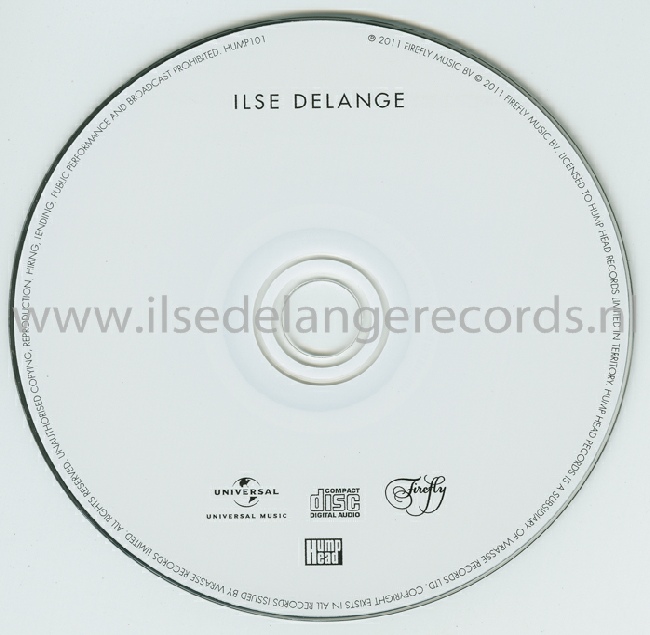 ILSE DELANGE
℗ 2011 FIREFLY MUSIC BV © 2011 FIREFLY MUSIC BV. LICENSED TO HUMP HEAD RECORDS LIMITED IN TERRITORY. HUMP HEAD RECORDS IS A SUBSIDIARY OF WRASSE RECORDS LTD. COPYRIGHT EXISTS IN ALL RECORDS ISSUED BY WRASSE RECORDS LIMITED. ALL RIGHTS RESERVED. UNAUTHORISED COPYING, REPRODUCTION, HIRING, LENDING, PUBLIC PERFORMANCE AND BROADCAST PROHIBITED. HUMP101
www.ilsedelangerecords.nl
UNIVERSAL
UNIVERSAL MUSIC
COMPACT
disc
DIGITAL AUDIO
Firefly
Hump
Head